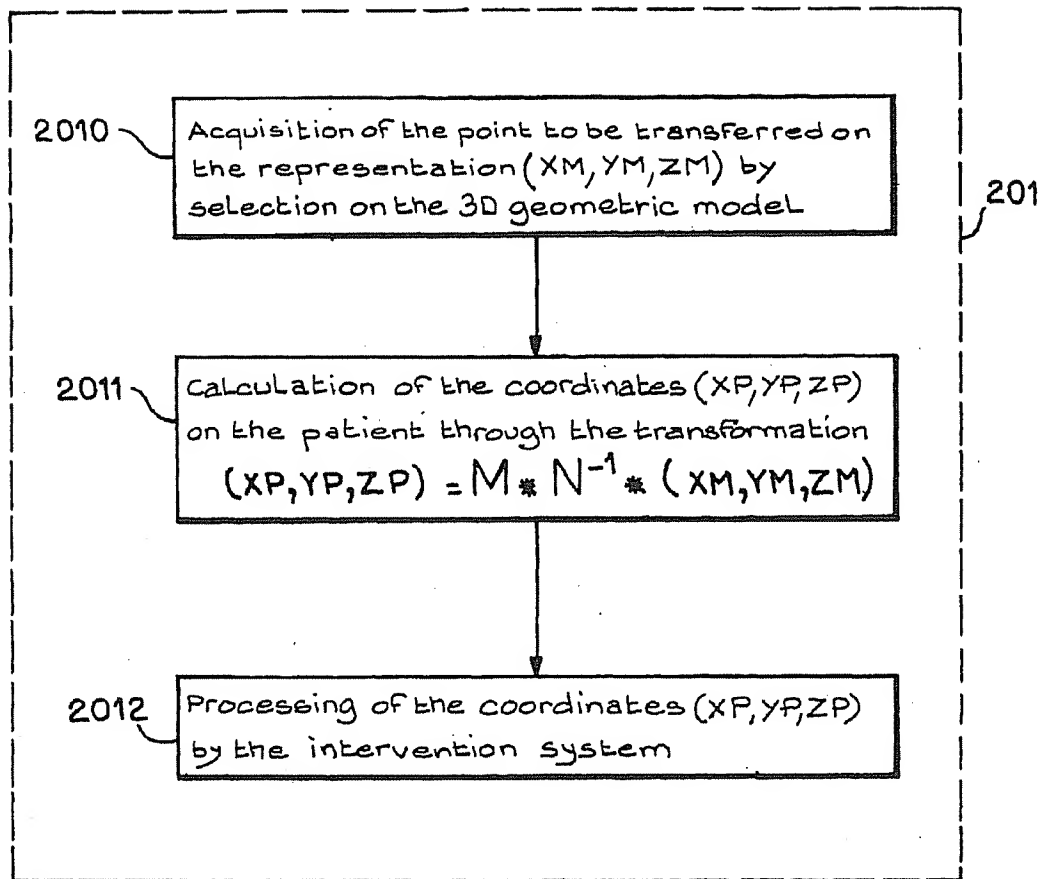 2010
Acquisition of the point to be transferred on
the representation (XM, YM, ZM) by
selection on the 3D geometric model
201
2011
Calculation of the coordinates (XP, YP, ZP)
on the patient through the transformation
(XP, YP, ZP) = M * N⁻¹ * (XM, YM, ZM)
2012
Processing of the coordinates (XP, YP, ZP)
by the intervention system